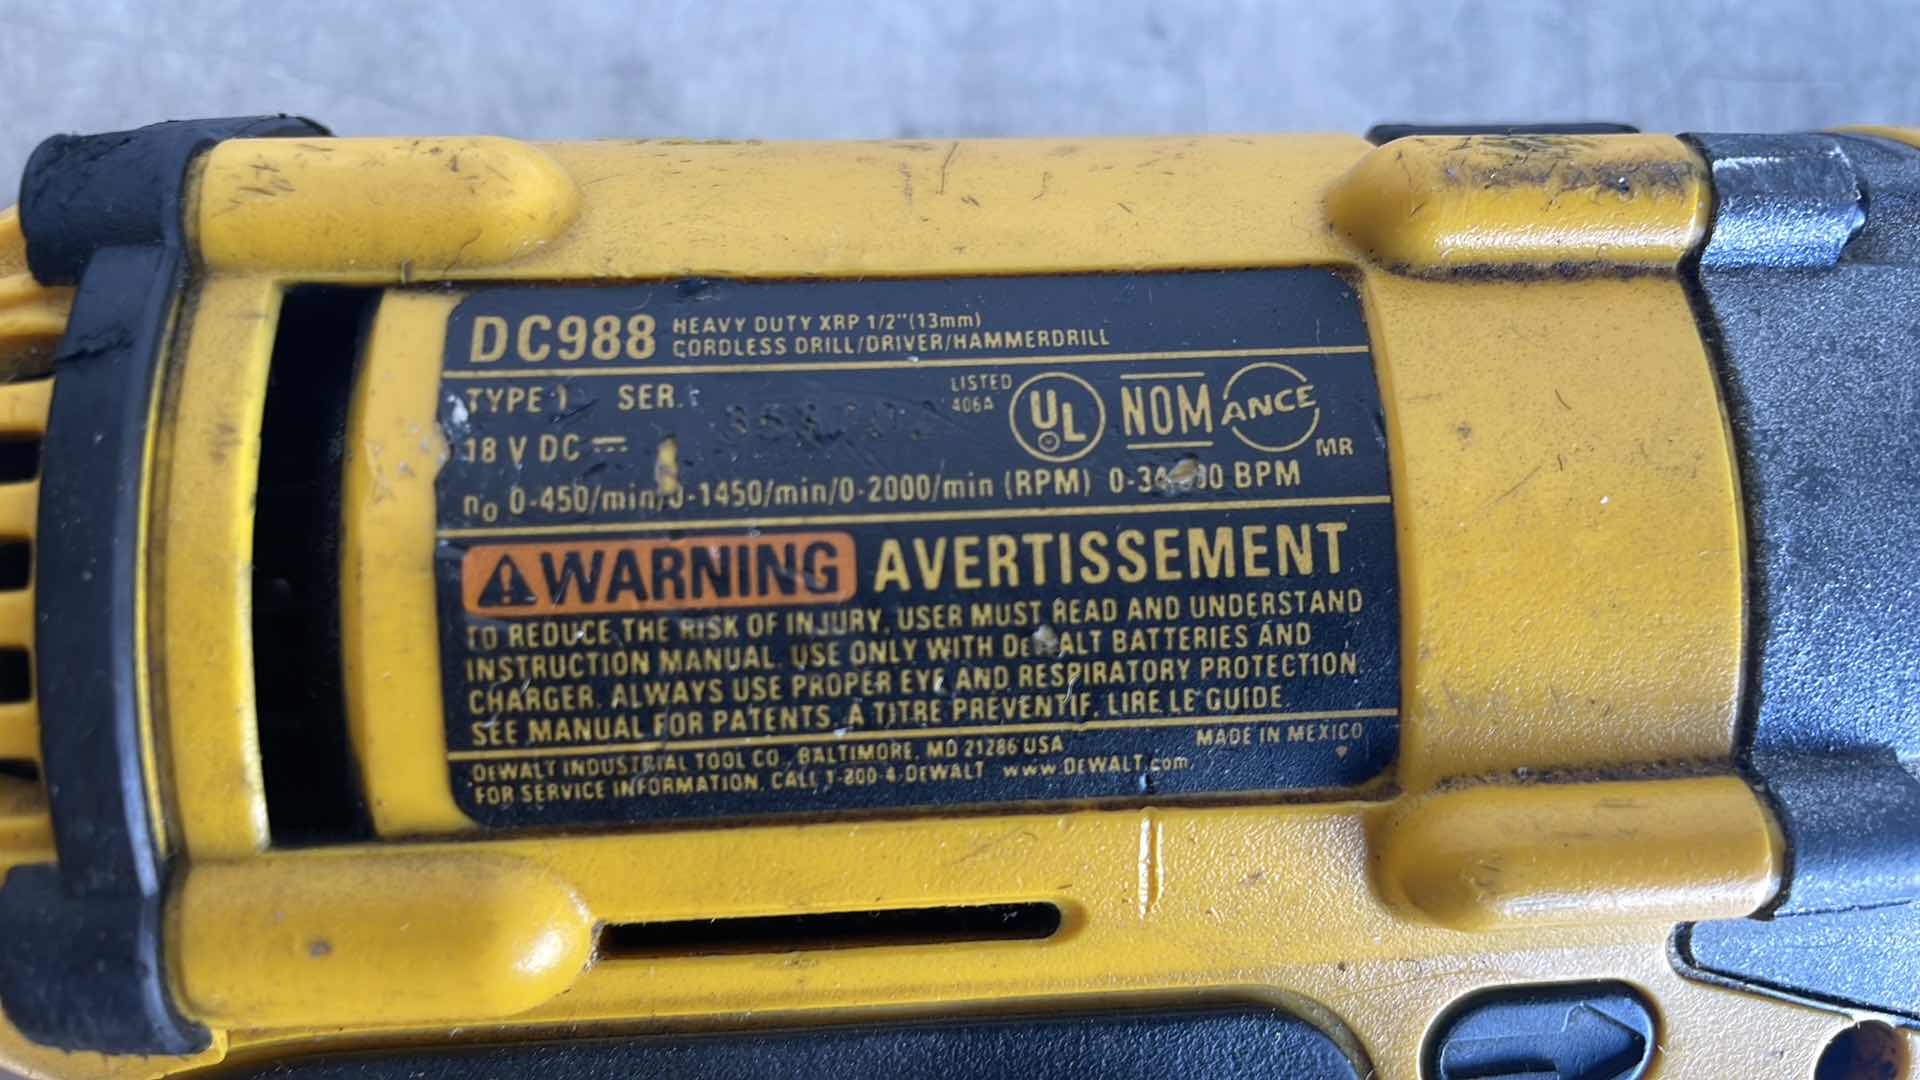 DC988 HEAVY DUTY XRP 1/2"(13mm)
CORDLESS DRILL/DRIVER/HAMMERDRILL
TYPE 1 SER.
LISTED
406A
UL
NOM
ANCE
MR
18 V DC
no 0-450/min/0-1450/min/0-2000/min (RPM) BPM
WARNING AVERTISSEMENT
TO REDUCE THE RISK OF INJURY, USER MUST READ AND UNDERSTAND
INSTRUCTION MANUAL. USE ONLY WITH DeWALT BATTERIES AND
CHARGER. ALWAYS USE PROPER EYE AND RESPIRATORY PROTECTION.
SEE MANUAL FOR PATENTS. À TITRE PRÉVENTIF, LIRE LE GUIDE.
DEWALT INDUSTRIAL TOOL CO., BALTIMORE, MD 21286 USA
FOR SERVICE INFORMATION, CALL 1-800-4-DEWALT www.DEWALT.com
MADE IN MEXICO